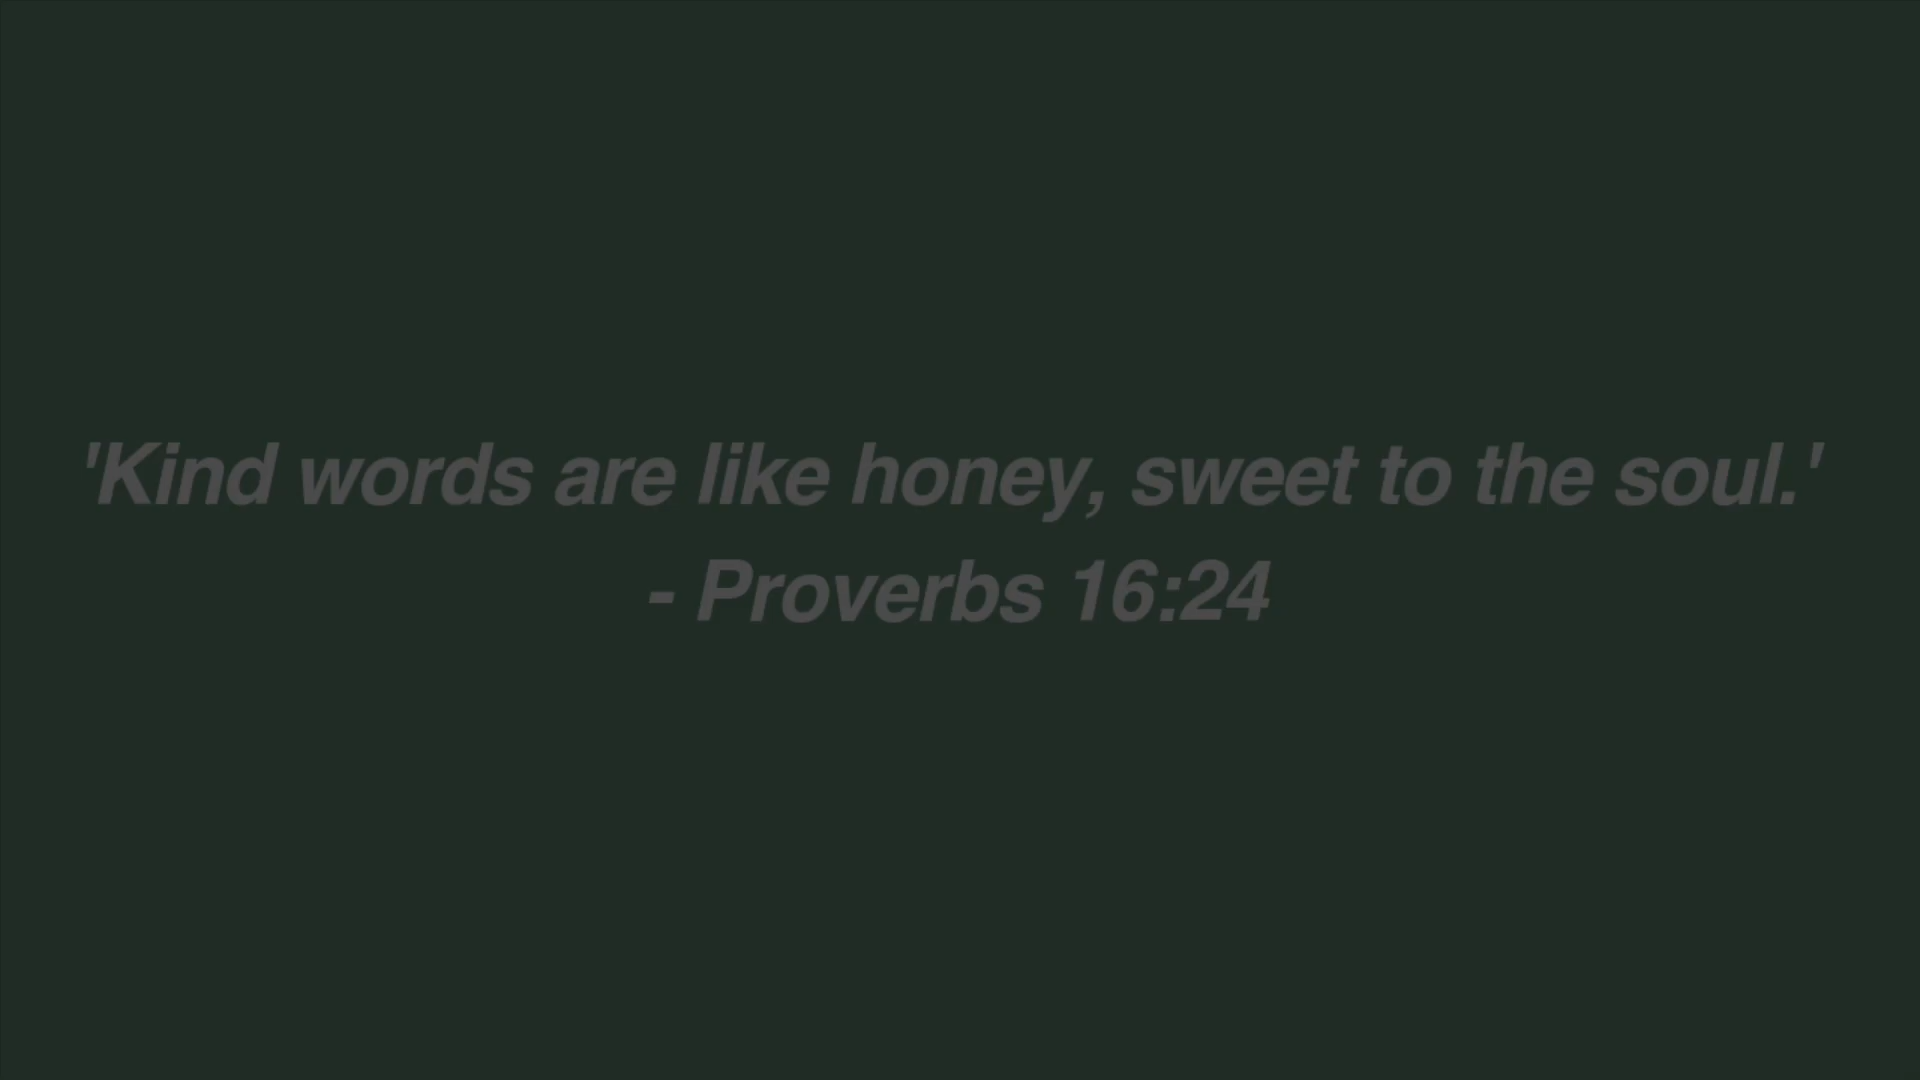 'Kind words are like honey, sweet to the soul.'
- Proverbs 16:24